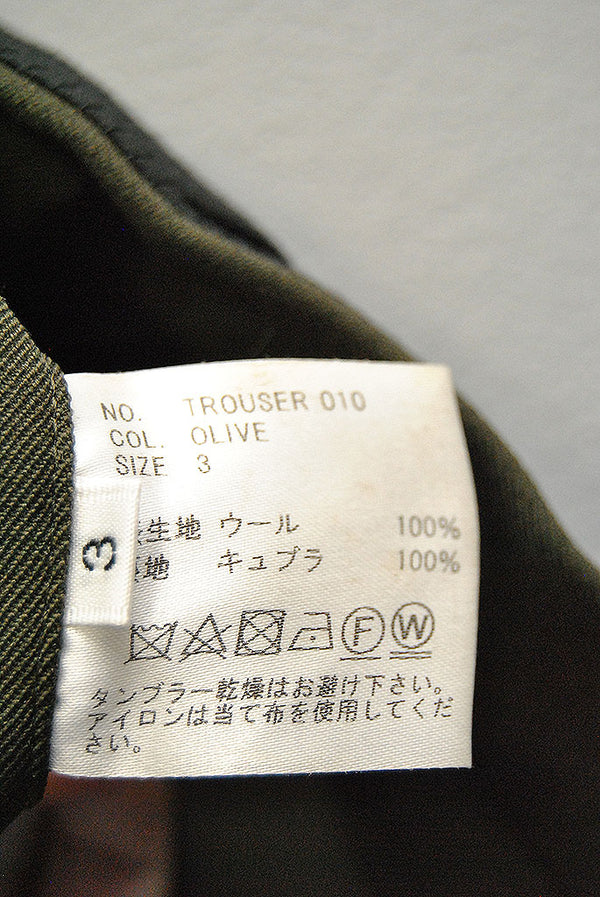 NO. TROUSER 010
COL. OLIVE
SIZE 3
生地 ウール 100%
地 キュプラ 100%
3
F W
タンブラー乾燥はお避け下さい。
アイロンは当て布を使用してくだ
さい。